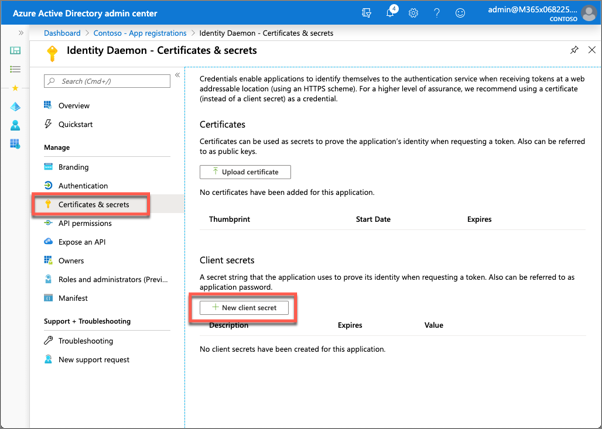 Azure Active Directory admin center
4
admin@M365x068225....
CONTOSO
Dashboard > Contoso - App registrations > Identity Daemon - Certificates & secrets
Identity Daemon - Certificates & secrets
Search (Cmd+/)
Overview
Quickstart
Manage
Branding
Authentication
Certificates & secrets
API permissions
Expose an API
Owners
Roles and administrators (Previ...
Manifest
Support + Troubleshooting
Troubleshooting
New support request
Credentials enable applications to identify themselves to the authentication service when receiving tokens at a web
addressable location (using an HTTPS scheme). For a higher level of assurance, we recommend using a certificate
(instead of a client secret) as a credential.
Certificates
Certificates can be used as secrets to prove the application's identity when requesting a token. Also can be referred
to as public keys.
Upload certificate
No certificates have been added for this application.
Thumbprint Start Date Expires
Client secrets
A secret string that the application uses to prove its identity when requesting a token. Also can be referred to as
application password.
+ New client secret
Description Expires Value
No client secrets have been created for this application.